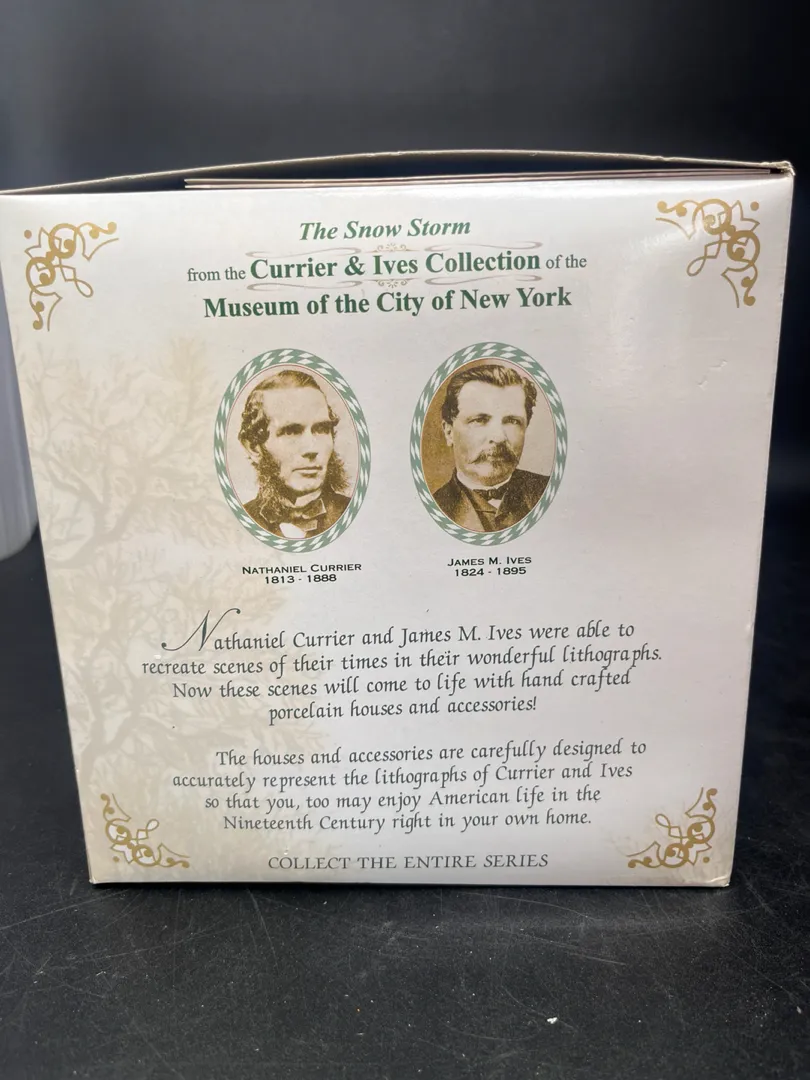 The Snow Storm
from the Currier & Ives Collection of the
Museum of the City of New York
NATHANIEL CURRIER
1813 - 1888
JAMES M. IVES
1824 - 1895
Nathaniel Currier and James M. Ives were able to
recreate scenes of their times in their wonderful lithographs.
Now these scenes will come to life with hand crafted
porcelain houses and accessories!
The houses and accessories are carefully designed to
accurately represent the lithographs of Currier and Ives
so that you, too may enjoy American life in the
Nineteenth Century right in your own home.
COLLECT THE ENTIRE SERIES